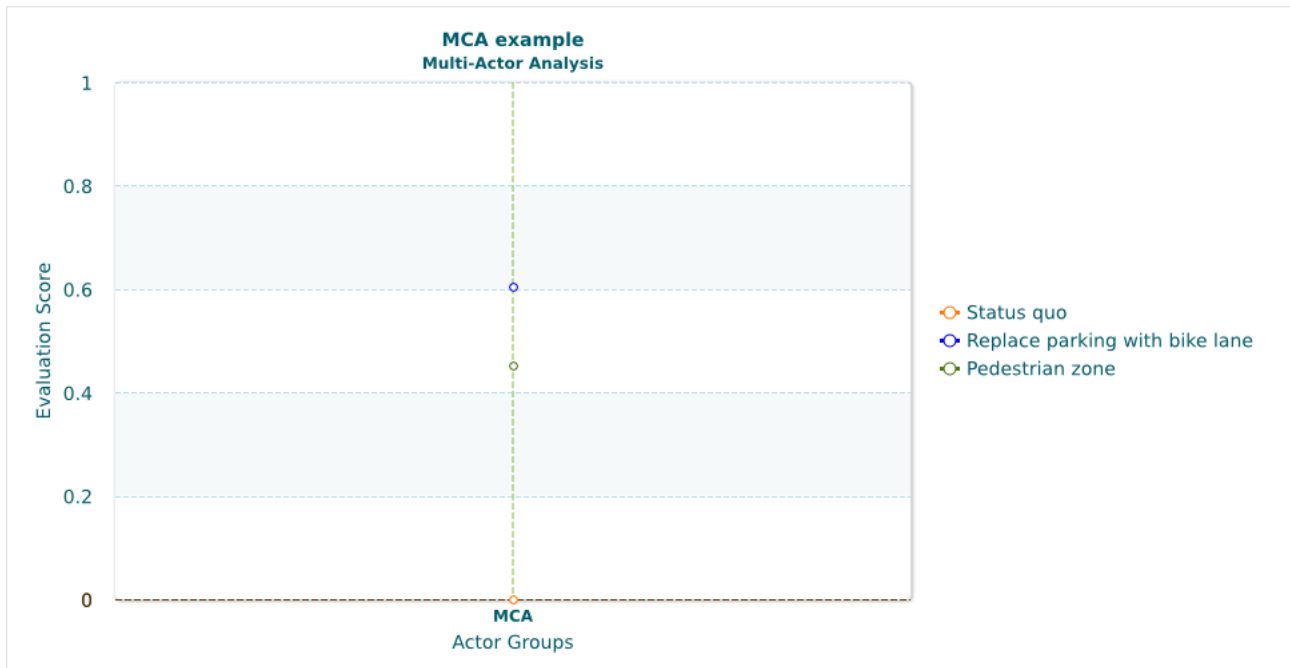 MCA example
Multi-Actor Analysis
1
0.8
0.6
0.4
0.2
0
Evaluation Score
MCA
Actor Groups
Status quo
Replace parking with bike lane
Pedestrian zone